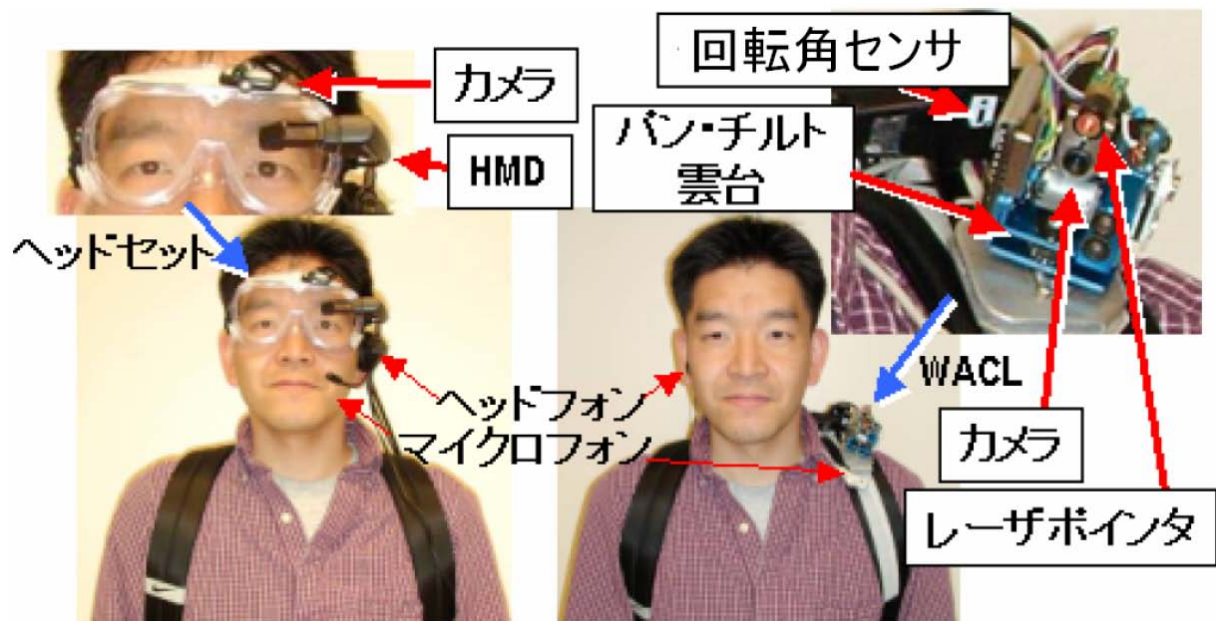 カメラ
HMD
ヘッドセット
回転角センサ
パン・チルト
雲台
ヘッドフォン
マイクロフォン
WACL
カメラ
レーザポインタ